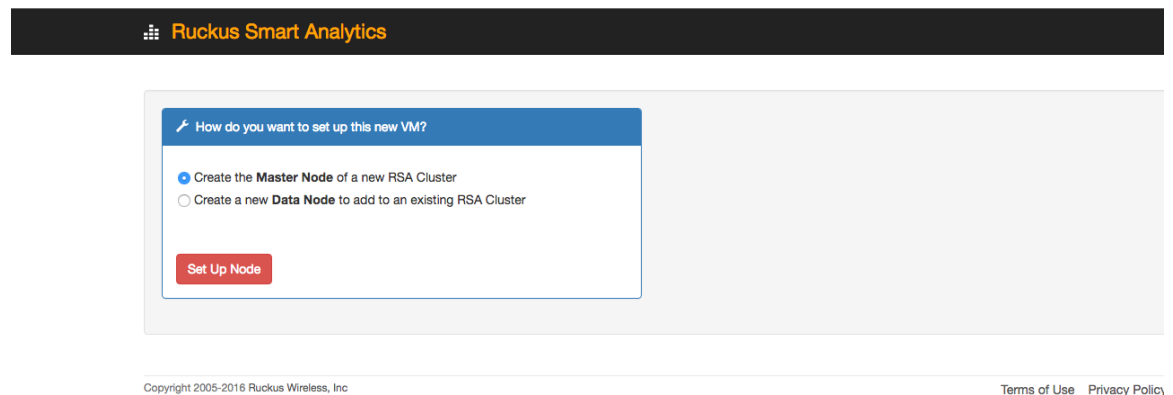 Ruckus Smart Analytics
How do you want to set up this new VM?
Create the Master Node of a new RSA Cluster
Create a new Data Node to add to an existing RSA Cluster
Set Up Node
Copyright 2005-2016 Ruckus Wireless, Inc
Terms of Use Privacy Policy